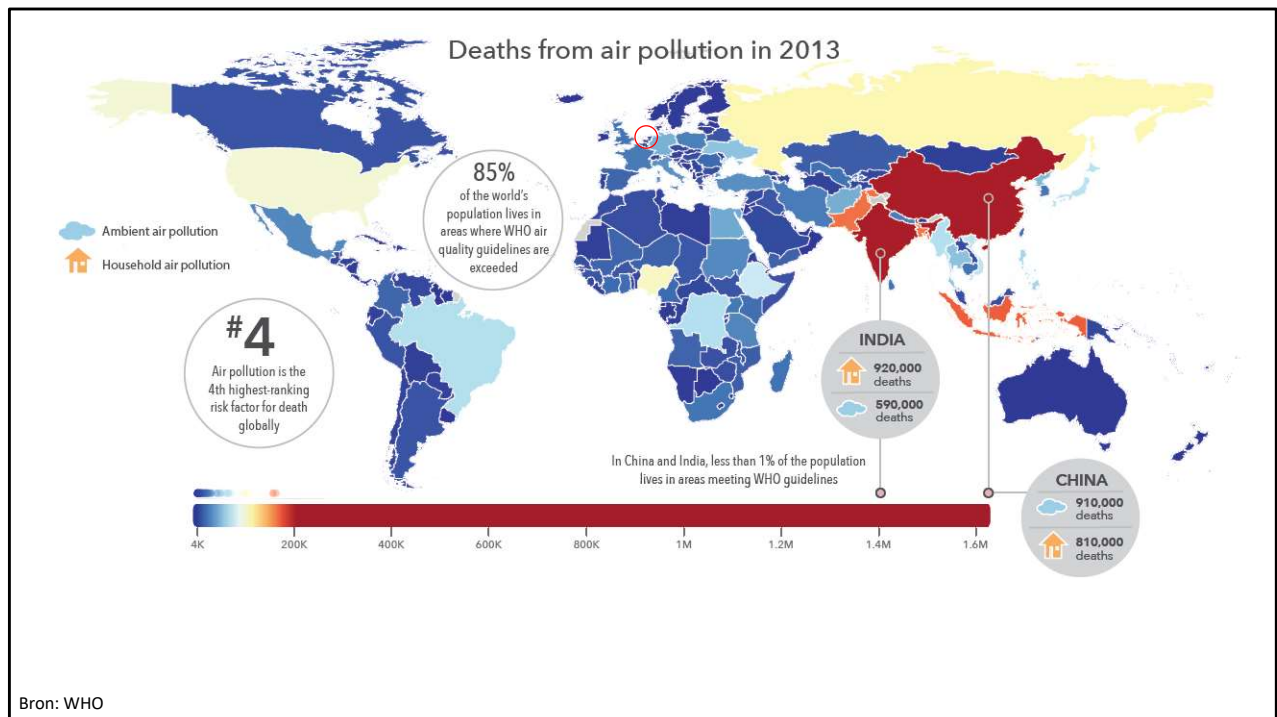 Deaths from air pollution in 2013
85%
of the world's
population lives in
areas where WHO air
quality guidelines are
exceeded
Ambient air pollution
Household air pollution
#4
Air pollution is the
4th highest-ranking
risk factor for death
globally
INDIA
920,000
deaths
590,000
deaths
In China and India, less than 1% of the population
lives in areas meeting WHO guidelines
CHINA
910,000
deaths
810,000
deaths
4K 200K 400K 600K 800K 1M 1.2M 1.4M 1.6M
Bron: WHO